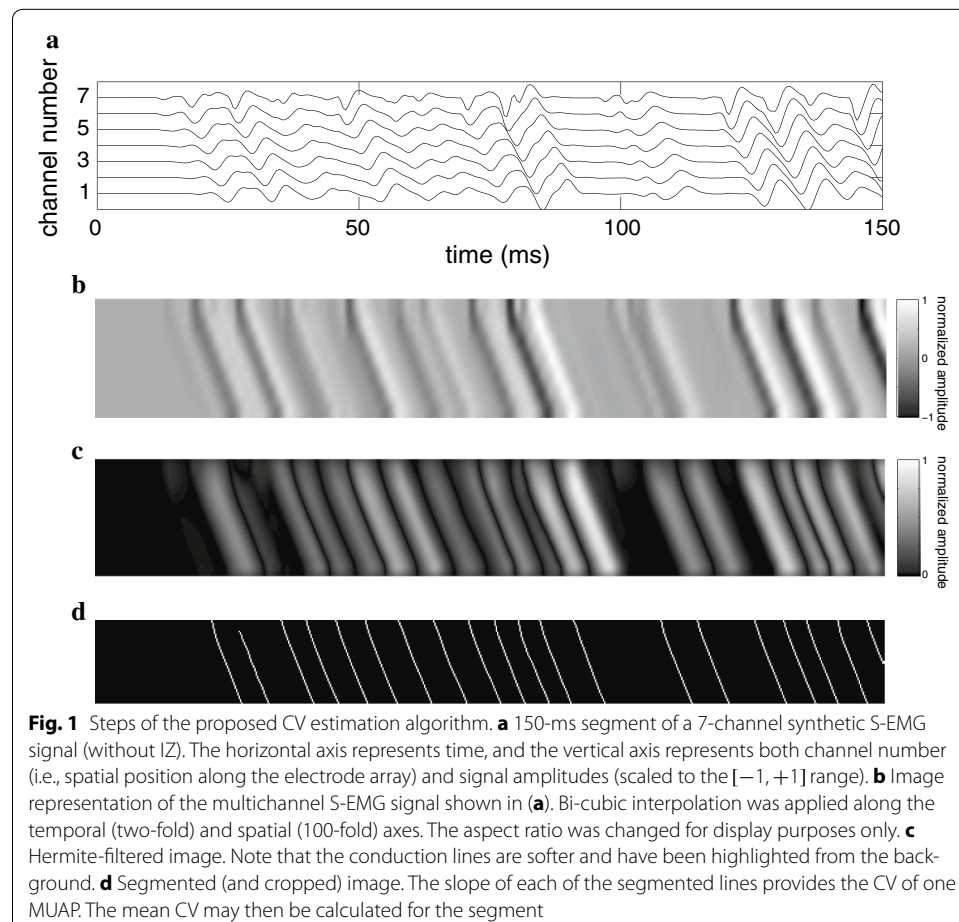 a
channel number
7
5
3
1
0
50
100
150
time (ms)
b
1
0
−1
normalized amplitude
c
1
0
normalized amplitude
d
Fig. 1 Steps of the proposed CV estimation algorithm. a 150-ms segment of a 7-channel synthetic S-EMG
signal (without IZ). The horizontal axis represents time, and the vertical axis represents both channel number
(i.e., spatial position along the electrode array) and signal amplitudes (scaled to the [−1, +1] range). b Image
representation of the multichannel S-EMG signal shown in (a). Bi-cubic interpolation was applied along the
temporal (two-fold) and spatial (100-fold) axes. The aspect ratio was changed for display purposes only. c
Hermite-filtered image. Note that the conduction lines are softer and have been highlighted from the back-
ground. d Segmented (and cropped) image. The slope of each of the segmented lines provides the CV of one
MUAP. The mean CV may then be calculated for the segment